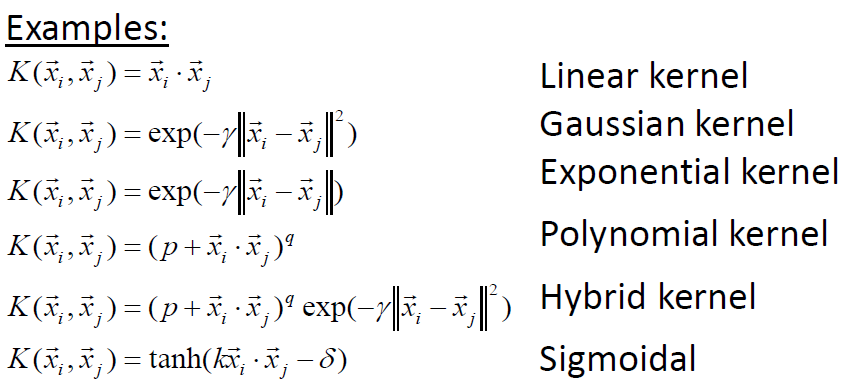 Examples:
K(x⃗ᵢ, x⃗ⱼ) = x⃗ᵢ · x⃗ⱼ Linear kernel
K(x⃗ᵢ, x⃗ⱼ) = exp(−γ‖x⃗ᵢ − x⃗ⱼ‖²) Gaussian kernel
K(x⃗ᵢ, x⃗ⱼ) = exp(−γ‖x⃗ᵢ − x⃗ⱼ‖) Exponential kernel
K(x⃗ᵢ, x⃗ⱼ) = (p + x⃗ᵢ · x⃗ⱼ)^q Polynomial kernel
K(x⃗ᵢ, x⃗ⱼ) = (p + x⃗ᵢ · x⃗ⱼ)^q exp(−γ‖x⃗ᵢ − x⃗ⱼ‖²) Hybrid kernel
K(x⃗ᵢ, x⃗ⱼ) = tanh(kx⃗ᵢ · x⃗ⱼ − δ) Sigmoidal